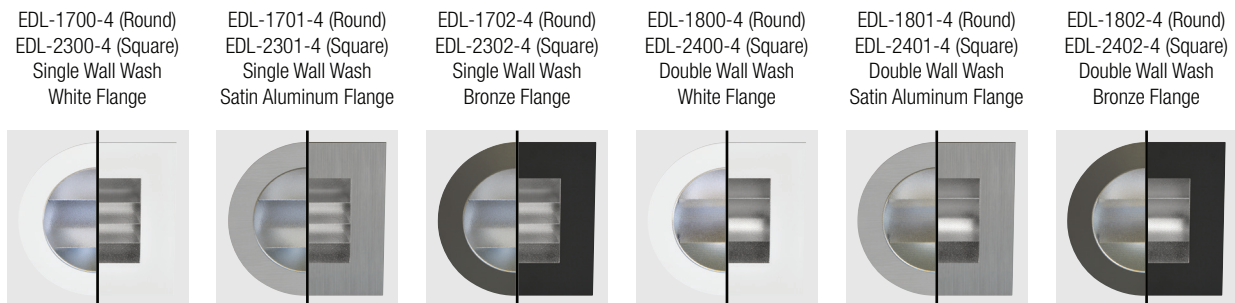 EDL-1700-4 (Round)
EDL-2300-4 (Square)
Single Wall Wash
White Flange
EDL-1701-4 (Round)
EDL-2301-4 (Square)
Single Wall Wash
Satin Aluminum Flange
EDL-1702-4 (Round)
EDL-2302-4 (Square)
Single Wall Wash
Bronze Flange
EDL-1800-4 (Round)
EDL-2400-4 (Square)
Double Wall Wash
White Flange
EDL-1801-4 (Round)
EDL-2401-4 (Square)
Double Wall Wash
Satin Aluminum Flange
EDL-1802-4 (Round)
EDL-2402-4 (Square)
Double Wall Wash
Bronze Flange